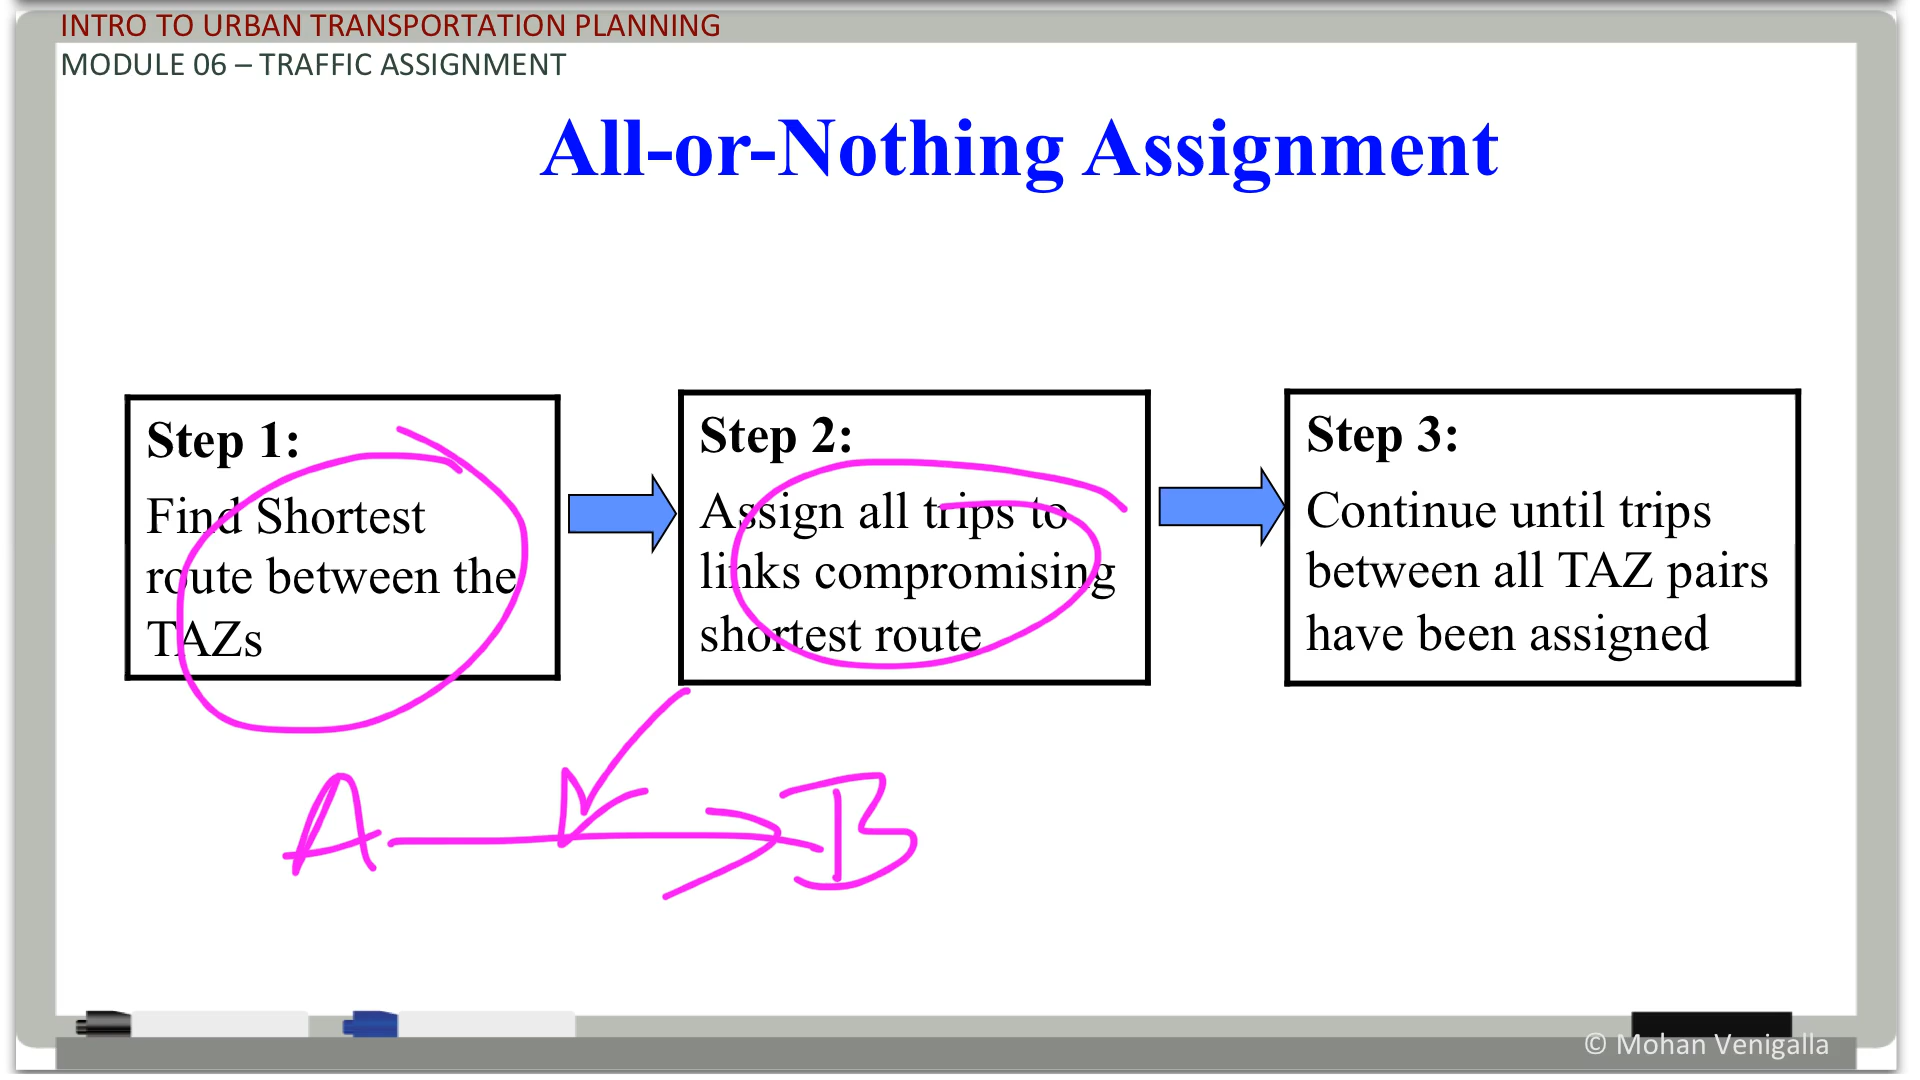 INTRO TO URBAN TRANSPORTATION PLANNING
MODULE 06 – TRAFFIC ASSIGNMENT
All-or-Nothing Assignment
Step 1:
Find Shortest
route between the
TAZs
Step 2:
Assign all trips to
links compromising
shortest route
Step 3:
Continue until trips
between all TAZ pairs
have been assigned
A B
© Mohan Venigalla